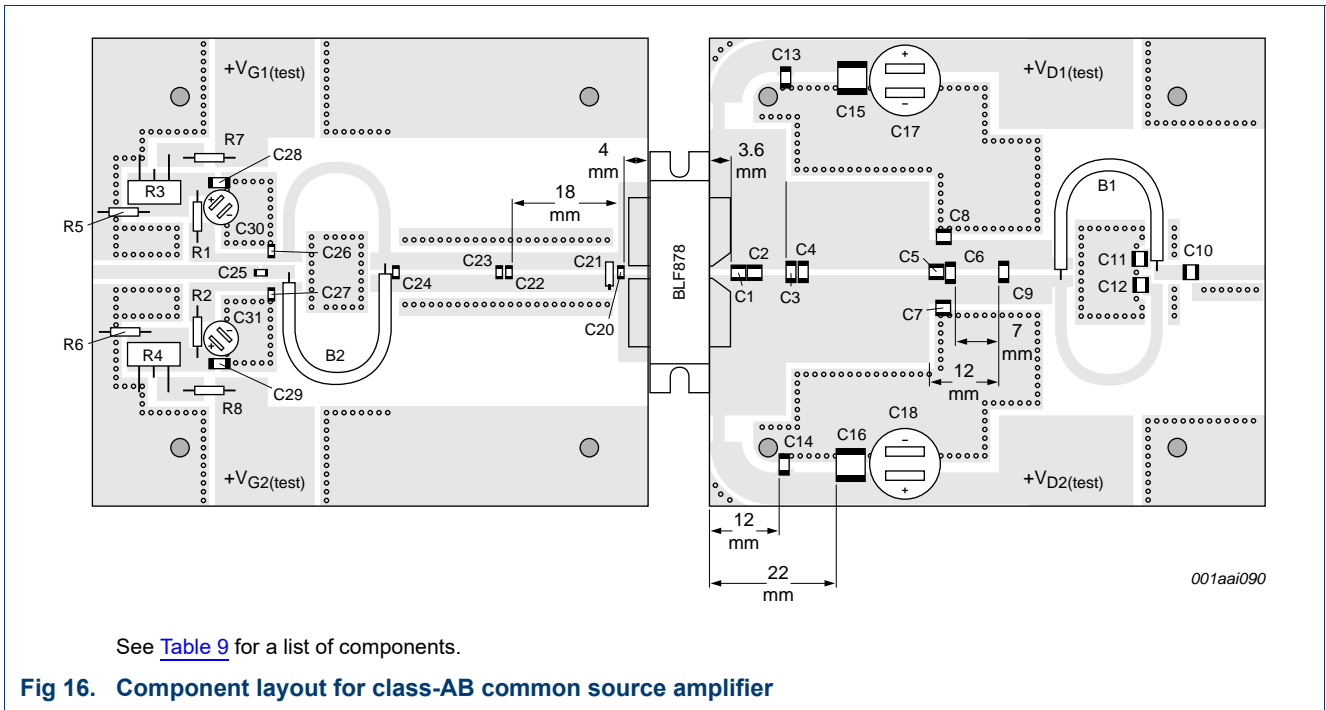 +VG1(test)
+VD1(test)
C13
C15
C17
R7
C28
R3
R5
R1
C30
C26
C25
C27
R2
C31
R6
R4
C29
R8
B2
C24
C23
C22
C21
C20
18
mm
4
mm
3.6
mm
BLF878
C1
C2
C3
C4
C5
C6
C7
C8
C9
B1
C10
C11
C12
7
mm
12
mm
C14
C16
C18
+VG2(test)
+VD2(test)
12
mm
22
mm
001aai090
See Table 9 for a list of components.
Fig 16. Component layout for class-AB common source amplifier